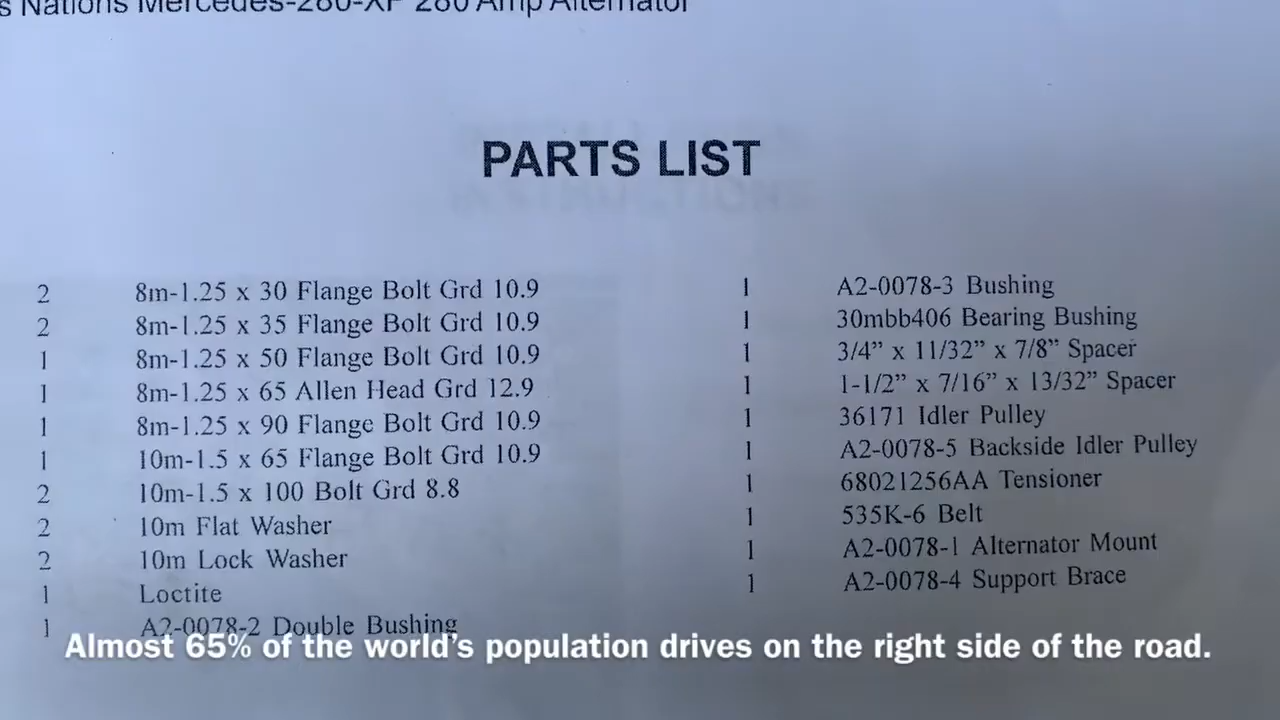 s Nations Mercedes-280-XP 280 Amp Alternator
PARTS LIST
2 8m-1.25 x 30 Flange Bolt Grd 10.9
2 8m-1.25 x 35 Flange Bolt Grd 10.9
1 8m-1.25 x 50 Flange Bolt Grd 10.9
1 8m-1.25 x 65 Allen Head Grd 12.9
1 8m-1.25 x 90 Flange Bolt Grd 10.9
1 10m-1.5 x 65 Flange Bolt Grd 10.9
2 10m-1.5 x 100 Bolt Grd 8.8
2 10m Flat Washer
2 10m Lock Washer
1 Loctite
1 A2-0078-2 Double Bushing
1 A2-0078-3 Bushing
1 30mbb406 Bearing Bushing
1 3/4” x 11/32” x 7/8” Spacer
1 1-1/2” x 7/16” x 13/32” Spacer
1 36171 Idler Pulley
1 A2-0078-5 Backside Idler Pulley
1 68021256AA Tensioner
1 535K-6 Belt
1 A2-0078-1 Alternator Mount
1 A2-0078-4 Support Brace
Almost 65% of the world’s population drives on the right side of the road.